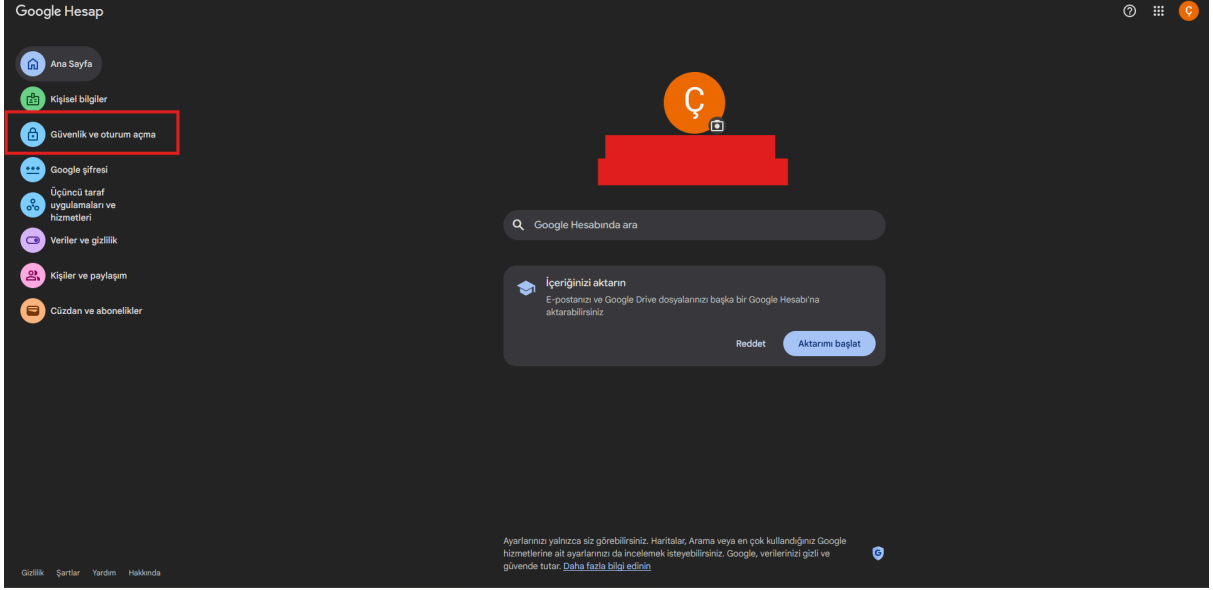 Google Hesap
Ç
Ana Sayfa
Kişisel bilgiler
Güvenlik ve oturum açma
Google şifresi
Üçüncü taraf
uygulamaları ve
hizmetleri
Veriler ve gizlilik
Kişiler ve paylaşım
Cüzdan ve abonelikler
Ç
Google Hesabında ara
İçeriğinizi aktarın
E-postanızı ve Google Drive dosyalarınızı başka bir Google Hesabı'na
aktarabilirsiniz
Reddet
Aktarımı başlat
Ayarlarınızı yalnızca siz görebilirsiniz. Haritalar, Arama veya en çok kullandığınız Google
hizmetlerine ait ayarlarınızı da incelemek isteyebilirsiniz. Google, verilerinizi gizli ve
güvende tutar. Daha fazla bilgi edinin
G
Gizlilik Şartlar Yardım Hakkında